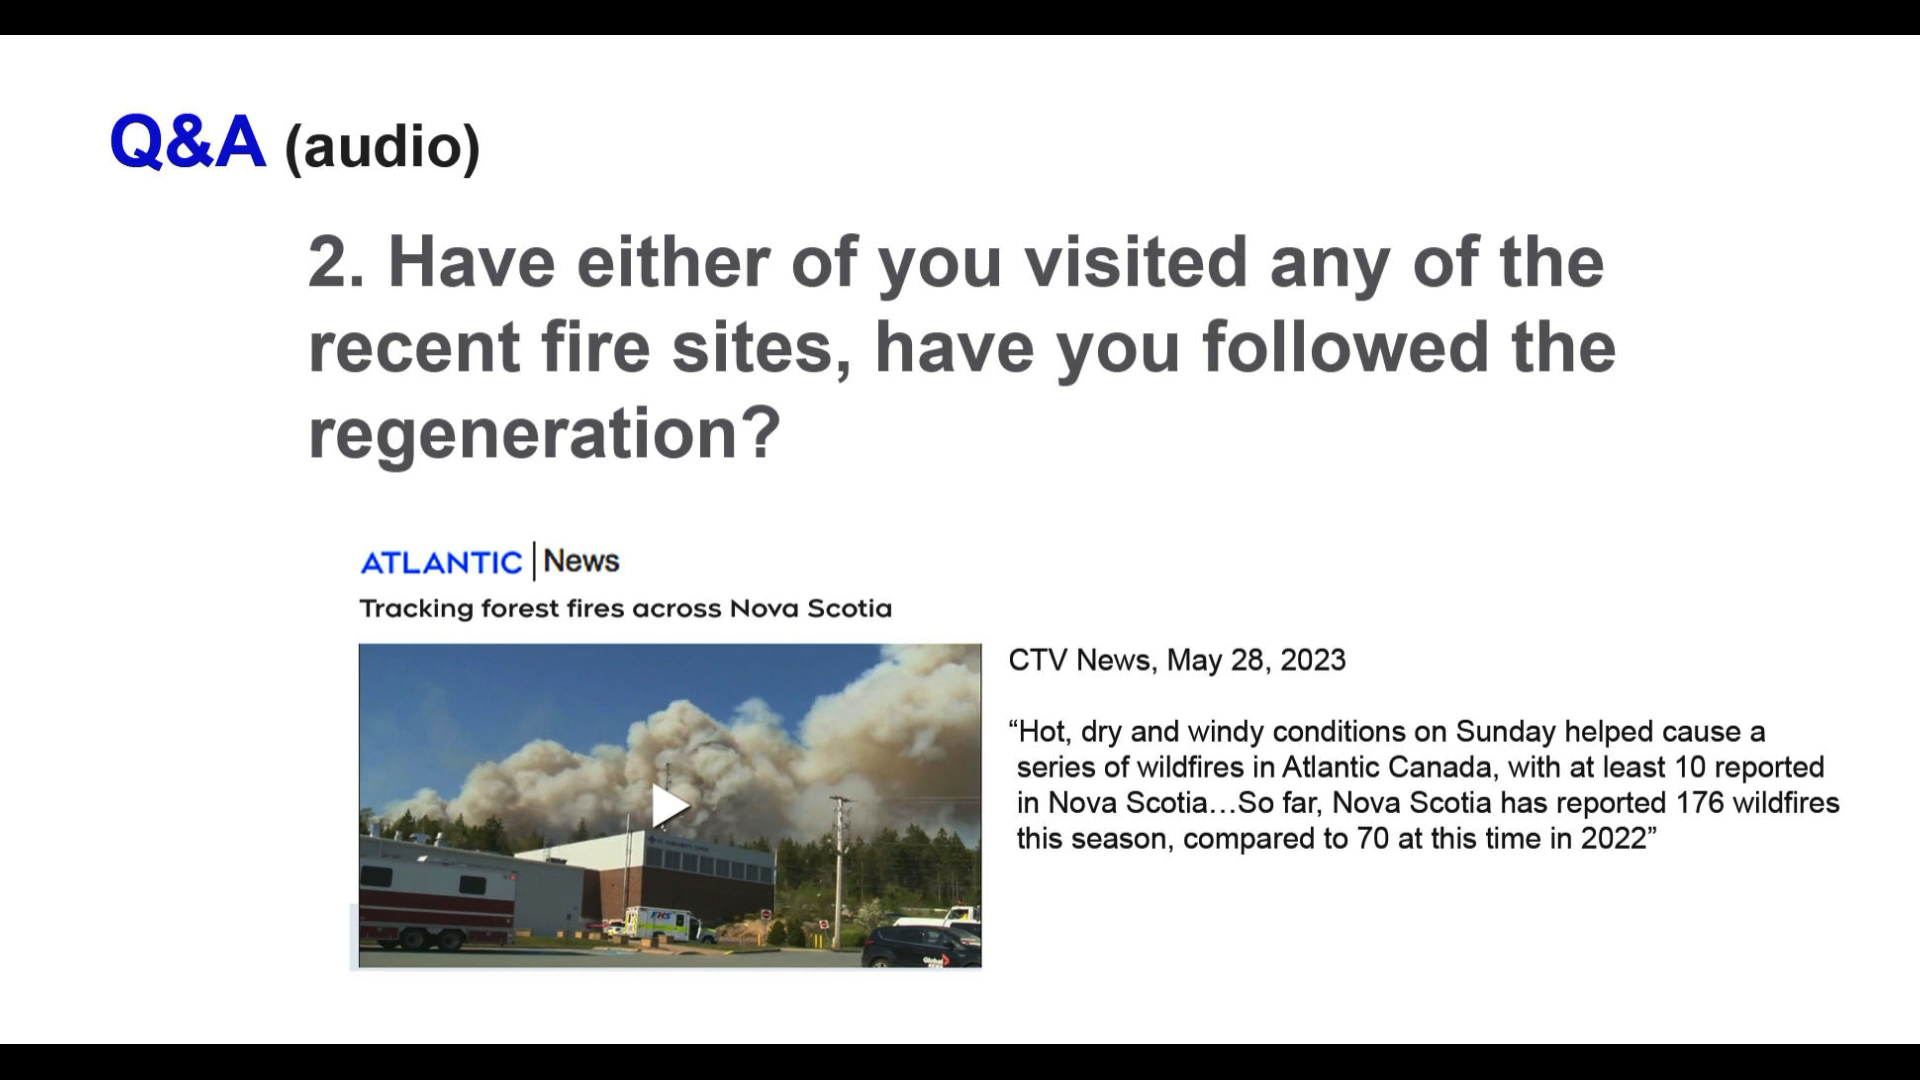 Q&A (audio)
2. Have either of you visited any of the
recent fire sites, have you followed the
regeneration?
ATLANTIC | News
Tracking forest fires across Nova Scotia
CTV News, May 28, 2023
“Hot, dry and windy conditions on Sunday helped cause a
series of wildfires in Atlantic Canada, with at least 10 reported
in Nova Scotia…So far, Nova Scotia has reported 176 wildfires
this season, compared to 70 at this time in 2022”
EHS
Global